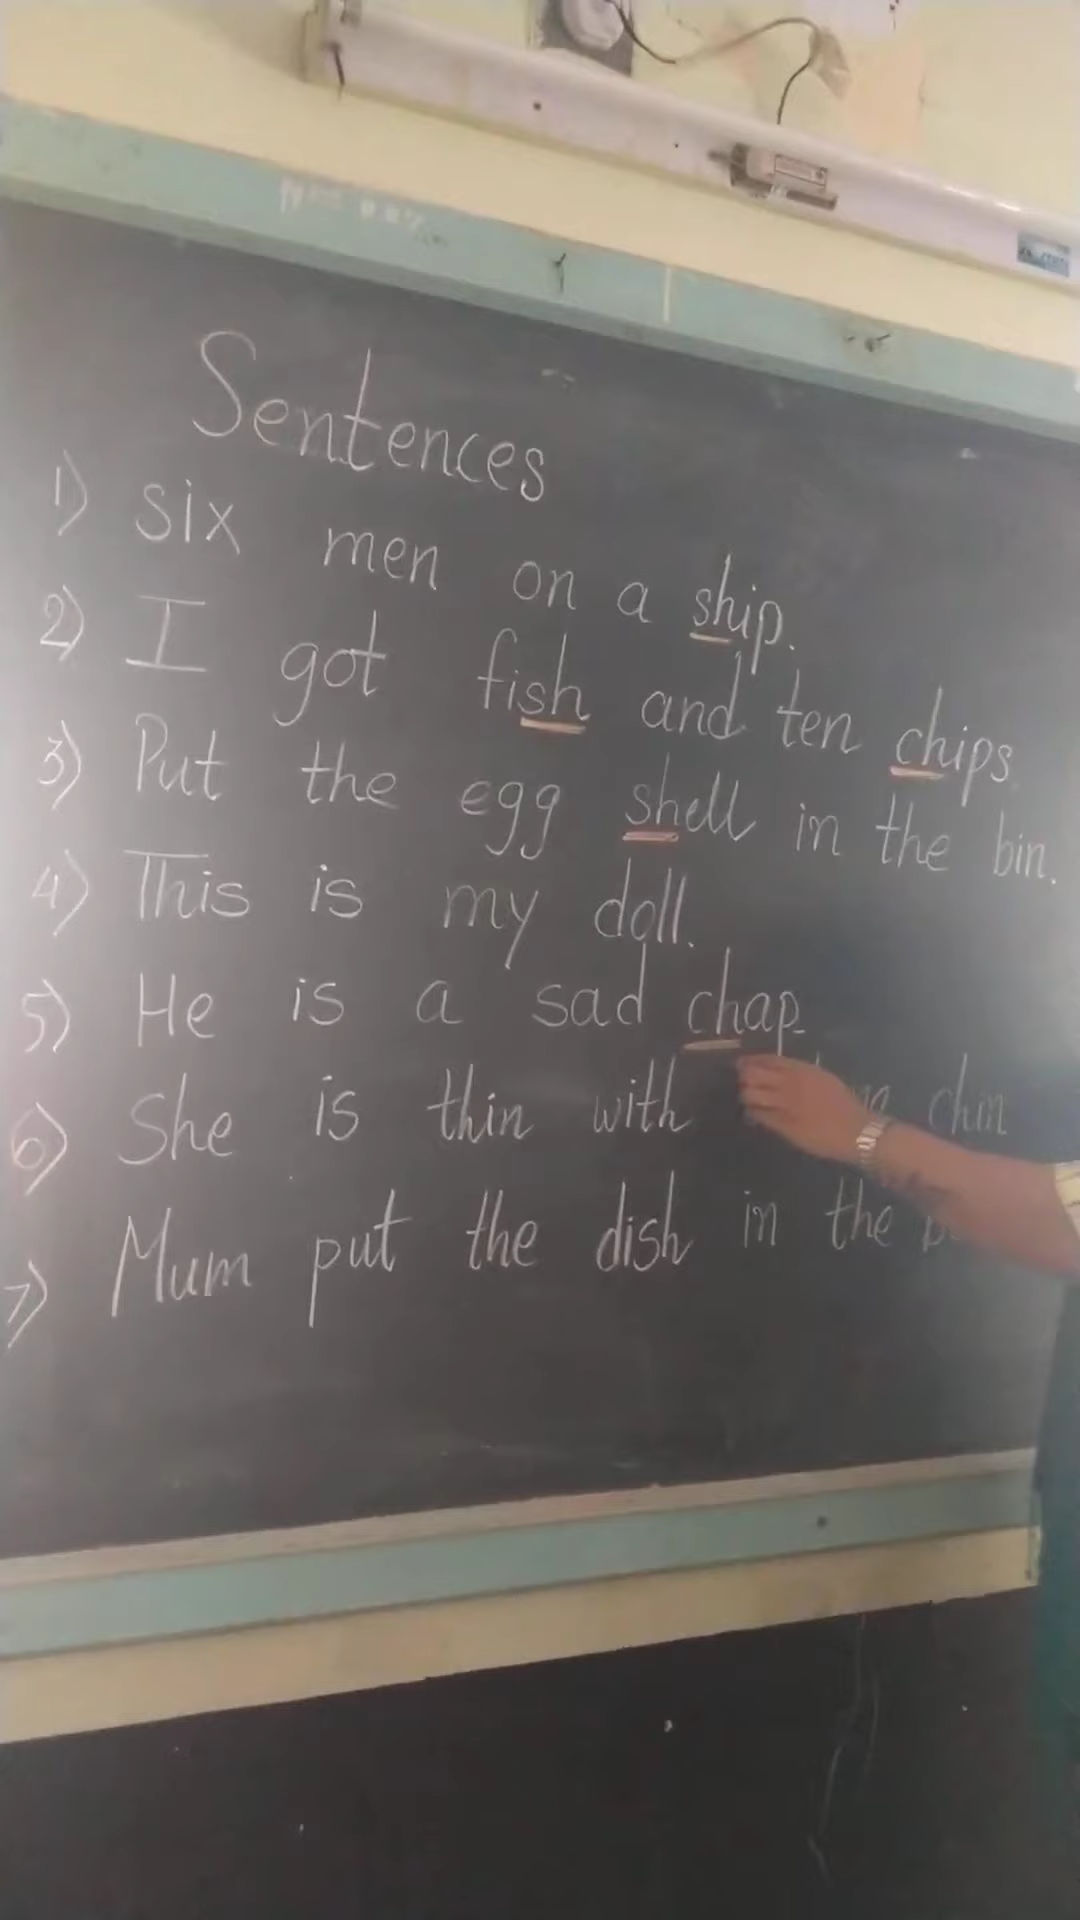 Sentences
1) six men on a ship.
2) I got fish and ten chips.
3) Put the egg shell in the bin.
4) This is my doll.
5) He is a sad chap
6) She is thin with chin
7) Mum put the dish in the